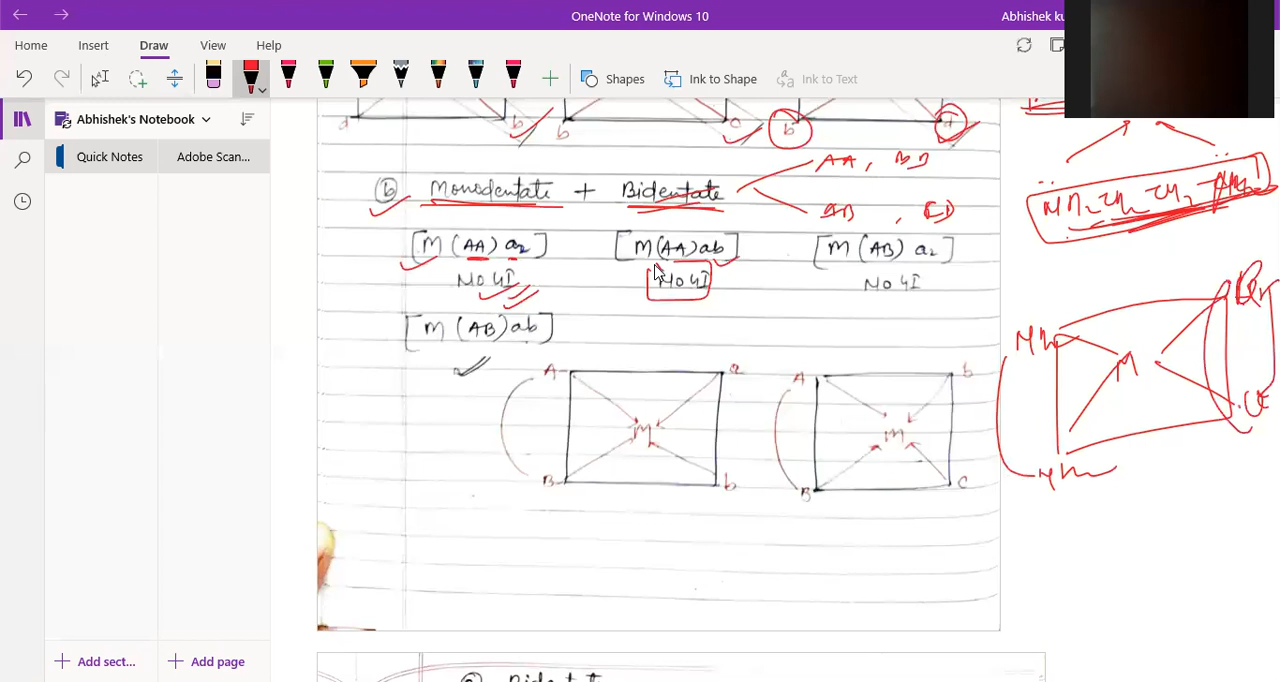 OneNote for Windows 10
Abhishek ku
Home Insert Draw View Help
Shapes Ink to Shape Ink to Text
Abhishek's Notebook
Quick Notes Adobe Scan...
d b b c b d
AA, BB
ⓑ Monodentate + Bidentate
AB, CD
[M(AA)a2] [M(AA)ab] [M(AB)a2]
No GI No GI No GI
[M(AB)ab]
A a A b
M M
B b B c
M
Add sect... Add page